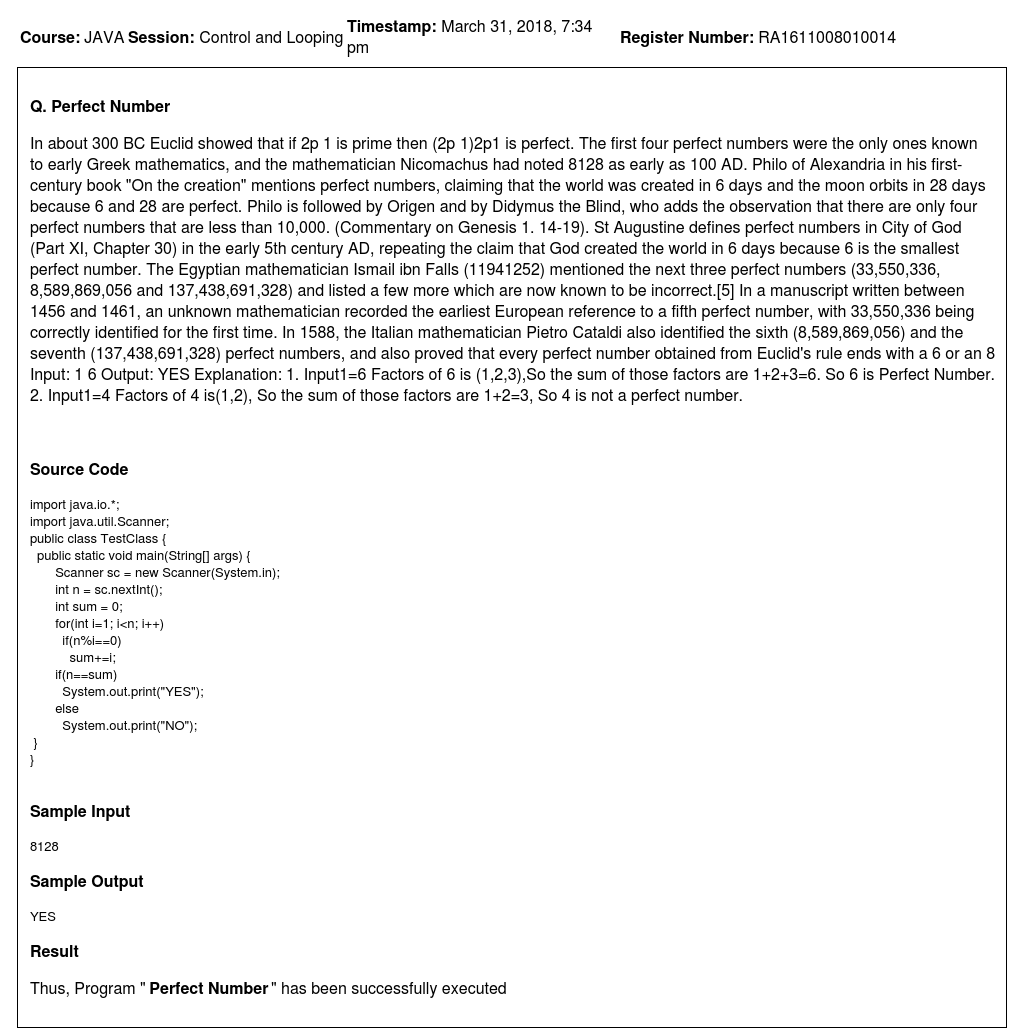 Course: JAVA Session: Control and Looping Timestamp: March 31, 2018, 7:34 pm Register Number: RA1611008010014
Q. Perfect Number
In about 300 BC Euclid showed that if 2p 1 is prime then (2p 1)2p1 is perfect. The first four perfect numbers were the only ones known
to early Greek mathematics, and the mathematician Nicomachus had noted 8128 as early as 100 AD. Philo of Alexandria in his first-
century book "On the creation" mentions perfect numbers, claiming that the world was created in 6 days and the moon orbits in 28 days
because 6 and 28 are perfect. Philo is followed by Origen and by Didymus the Blind, who adds the observation that there are only four
perfect numbers that are less than 10,000. (Commentary on Genesis 1. 14-19). St Augustine defines perfect numbers in City of God
(Part XI, Chapter 30) in the early 5th century AD, repeating the claim that God created the world in 6 days because 6 is the smallest
perfect number. The Egyptian mathematician Ismail ibn Falls (11941252) mentioned the next three perfect numbers (33,550,336,
8,589,869,056 and 137,438,691,328) and listed a few more which are now known to be incorrect.[5] In a manuscript written between
1456 and 1461, an unknown mathematician recorded the earliest European reference to a fifth perfect number, with 33,550,336 being
correctly identified for the first time. In 1588, the Italian mathematician Pietro Cataldi also identified the sixth (8,589,869,056) and the
seventh (137,438,691,328) perfect numbers, and also proved that every perfect number obtained from Euclid's rule ends with a 6 or an 8
Input: 1 6 Output: YES Explanation: 1. Input1=6 Factors of 6 is (1,2,3),So the sum of those factors are 1+2+3=6. So 6 is Perfect Number.
2. Input1=4 Factors of 4 is(1,2), So the sum of those factors are 1+2=3, So 4 is not a perfect number.
Source Code
import java.io.*;
import java.util.Scanner;
public class TestClass {
public static void main(String[] args) {
Scanner sc = new Scanner(System.in);
int n = sc.nextInt();
int sum = 0;
for(int i=1; i<n; i++)
if(n%i==0)
sum+=i;
if(n==sum)
System.out.print("YES");
else
System.out.print("NO");
}
}
Sample Input
8128
Sample Output
YES
Result
Thus, Program " Perfect Number " has been successfully executed